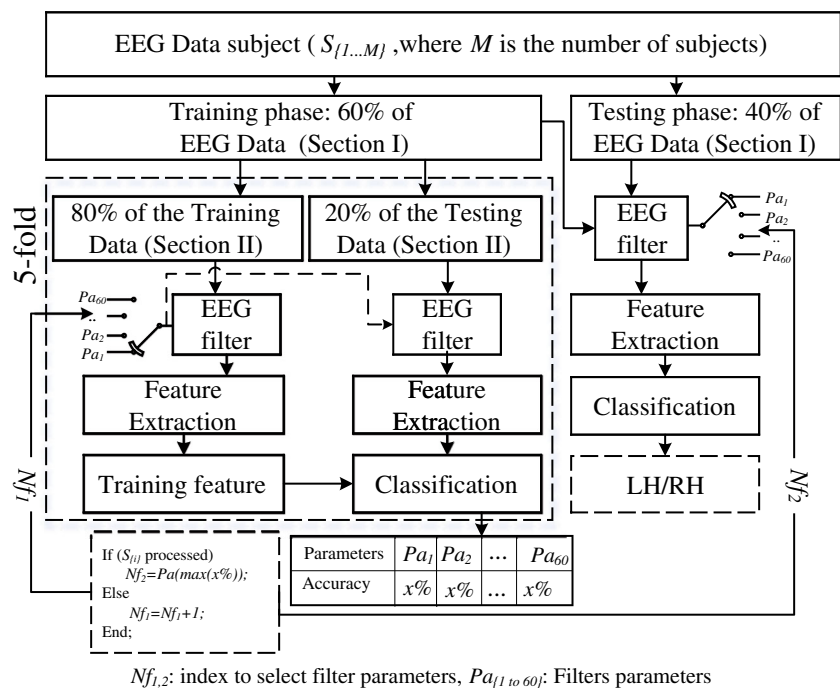 EEG Data subject ( S{1...M} ,where M is the number of subjects)
Training phase: 60% of
EEG Data (Section I)
Testing phase: 40% of
EEG Data (Section I)
5-fold
80% of the Training
Data (Section II)
20% of the Testing
Data (Section II)
EEG
filter
Pa1
Pa2
..
Pa60
Pa60
..
Pa2
Pa1
EEG
filter
EEG
filter
Feature
Extraction
Feature
Extraction
Feature
Extraction
Classification
Training feature
Classification
LH/RH
Nf1
Nf2
If (S{i} processed)
Nf2=Pa(max(x%));
Else
Nf1=Nf1+1;
End;
Parameters Pa1 Pa2 ... Pa60
Accuracy x% x% ... x%
Nf1,2: index to select filter parameters, Pa{1 to 60}: Filters parameters